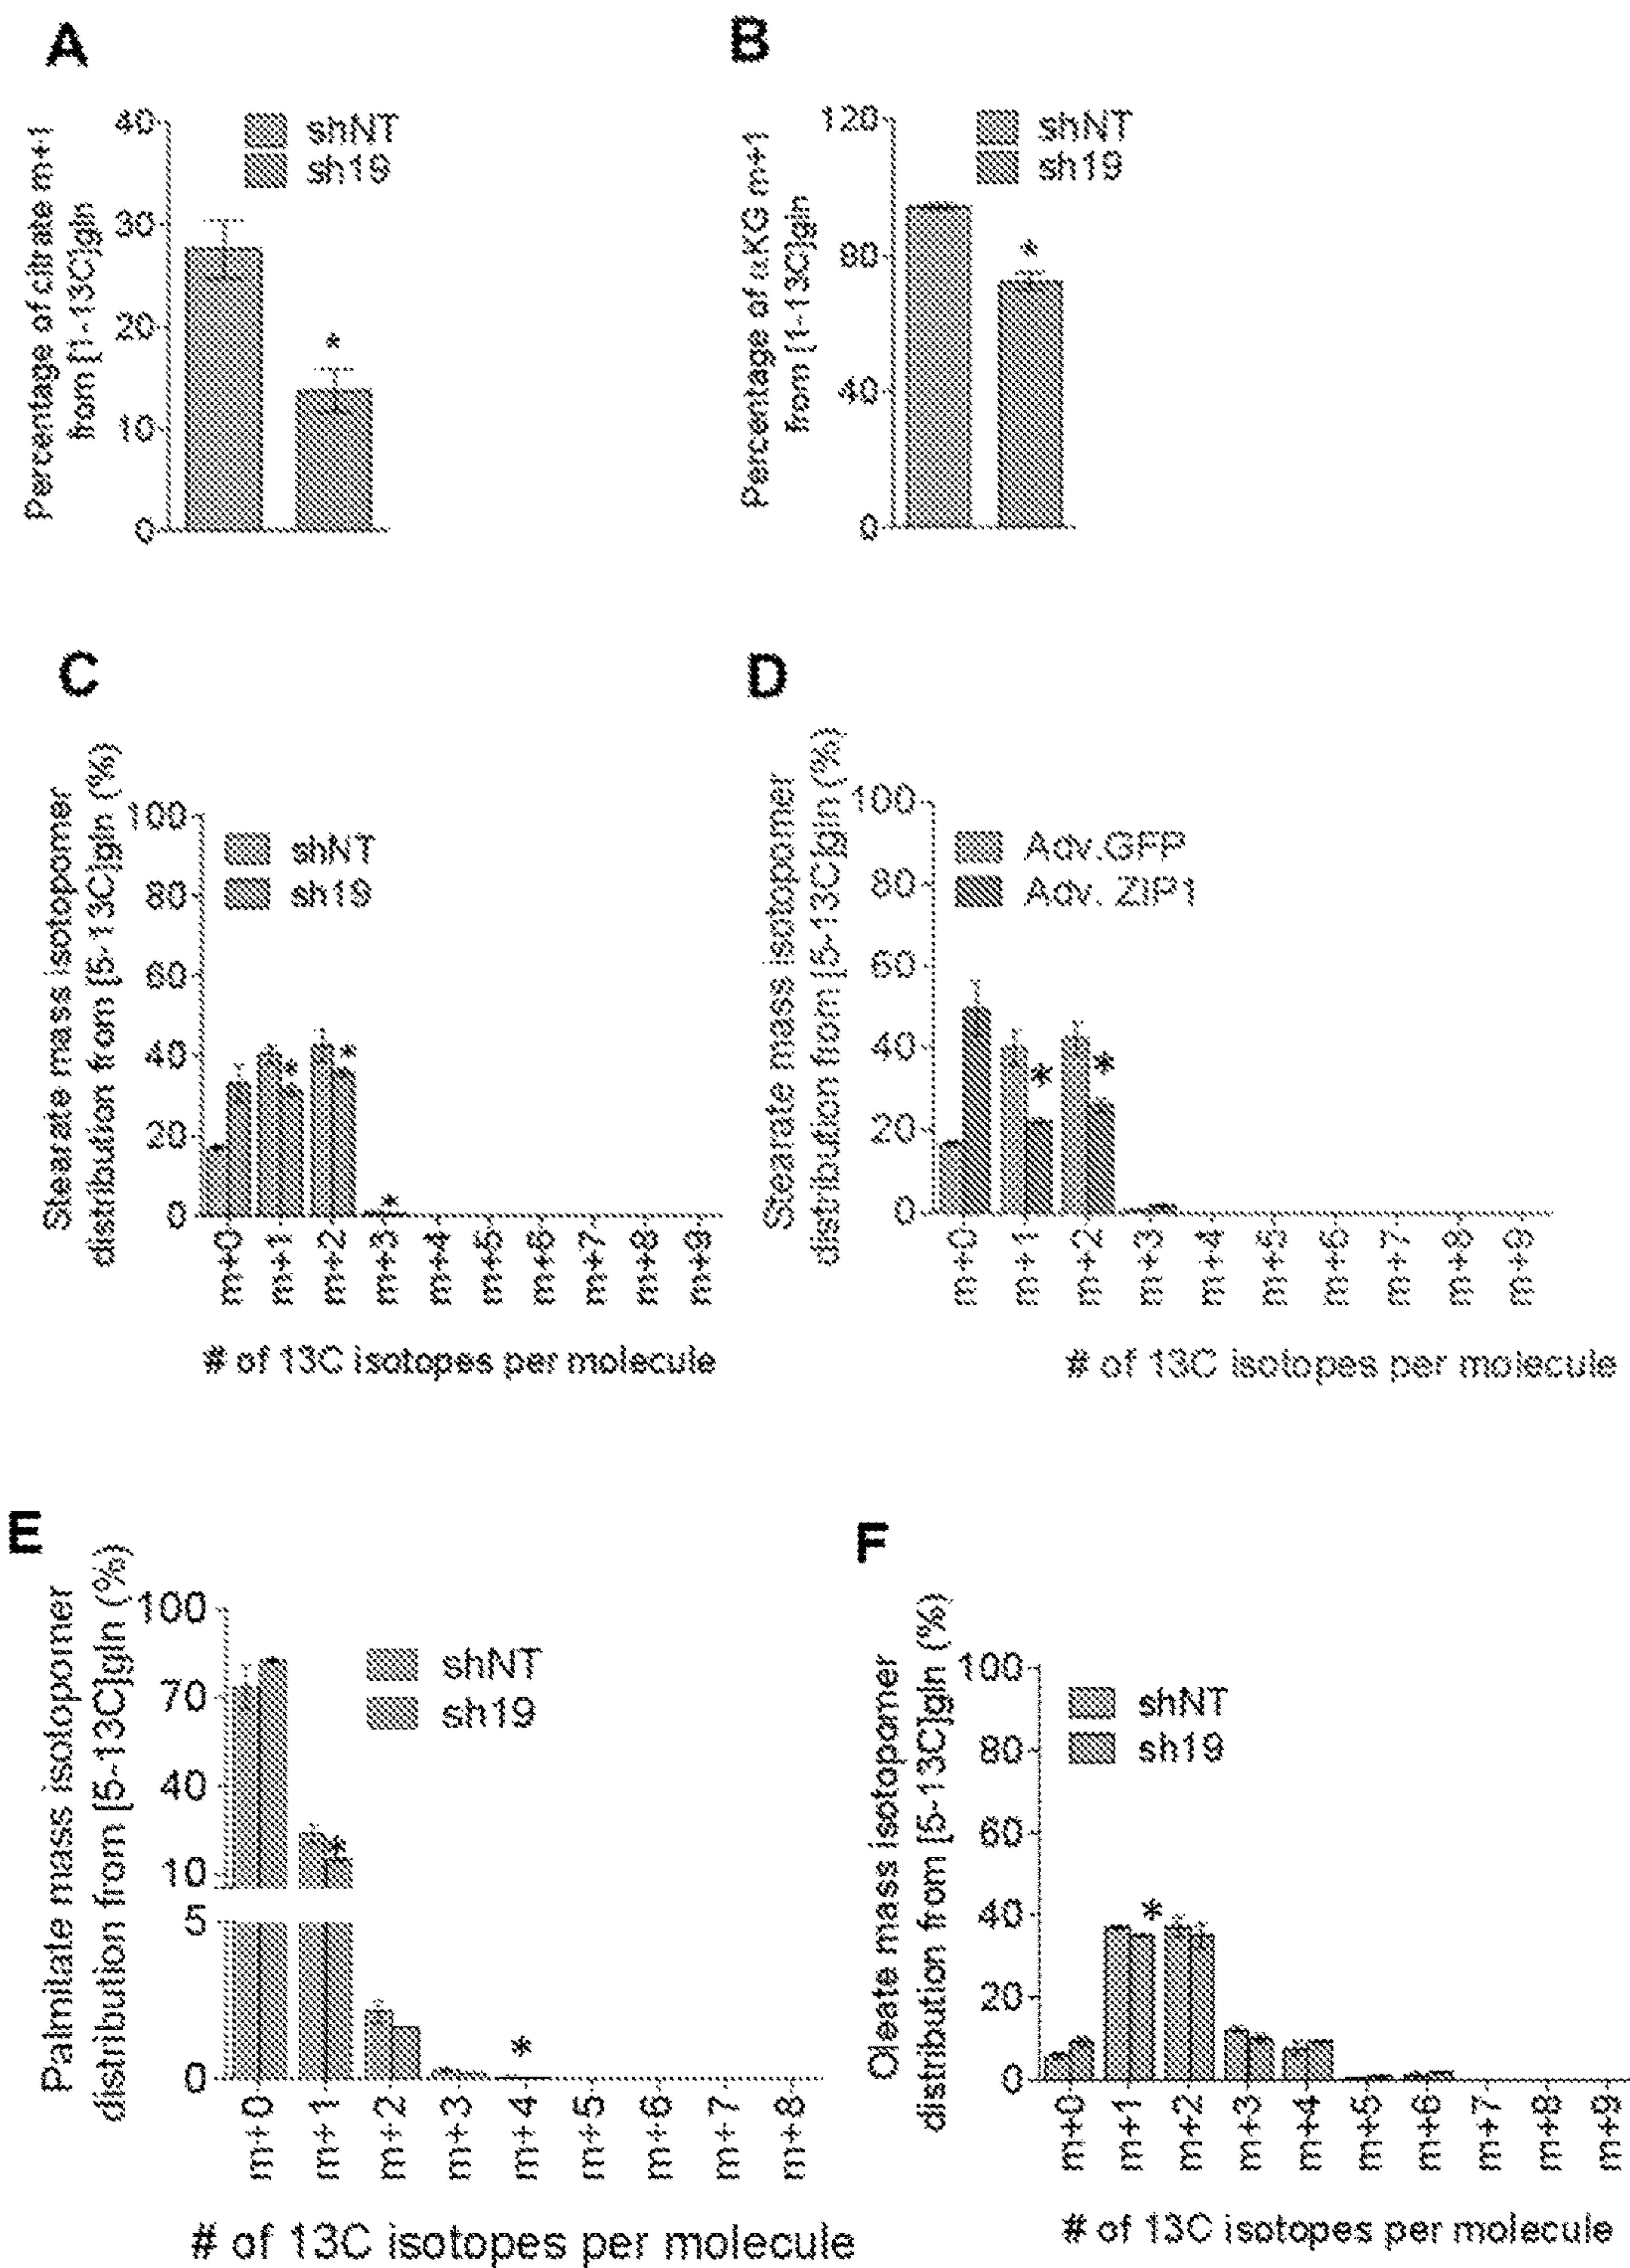 A
Percentage of citrate m+1
from [1-13C]gln
40
30
20
10
0
shNT
sh19
*
B
Percentage of αKG m+1
from [1-13C]gln
120
80
40
0
shNT
sh19
*
C
Stearate mass isotopomer
distribution from [5-13C]gln (%)
100
80
60
40
20
0
shNT
sh19
* * *
m+0 m+1 m+2 m+3 m+4 m+5 m+6 m+7 m+8 m+9
# of 13C isotopes per molecule
D
Stearate mass isotopomer
distribution from [5-13C]gln (%)
100
80
60
40
20
0
Adv.GFP
Adv. ZIP1
* *
m+0 m+1 m+2 m+3 m+4 m+5 m+6 m+7 m+8 m+9
# of 13C isotopes per molecule
E
Palmitate mass isotopomer
distribution from [5-13C]gln (%)
100
70
40
10
5
0
shNT
sh19
* *
m+0 m+1 m+2 m+3 m+4 m+5 m+6 m+7 m+8
# of 13C isotopes per molecule
F
Oleate mass isotopomer
distribution from [5-13C]gln (%)
100
80
60
40
20
0
shNT
sh19
*
m+0 m+1 m+2 m+3 m+4 m+5 m+6 m+7 m+8 m+9
# of 13C isotopes per molecule